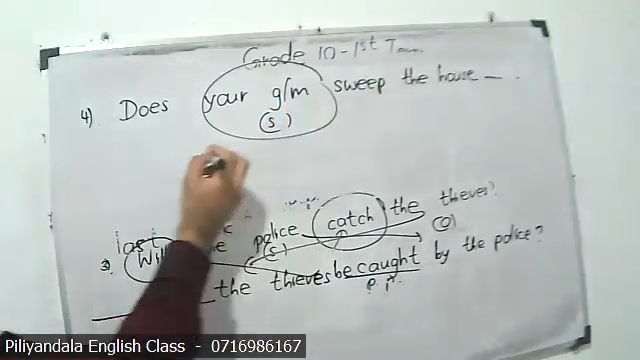 Grade 10 - 1st Term
4) Does your g/m sweep the house — .
(S)
last
3). Will police catch the thieves?
(S) (O)
the thieves be caught by the police?
P.P.
Piliyandala English Class - 0716986167